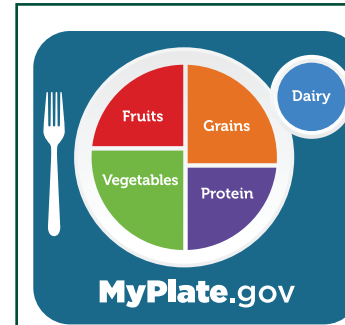 Dairy
Fruits
Grains
Vegetables
Protein
MyPlate.gov